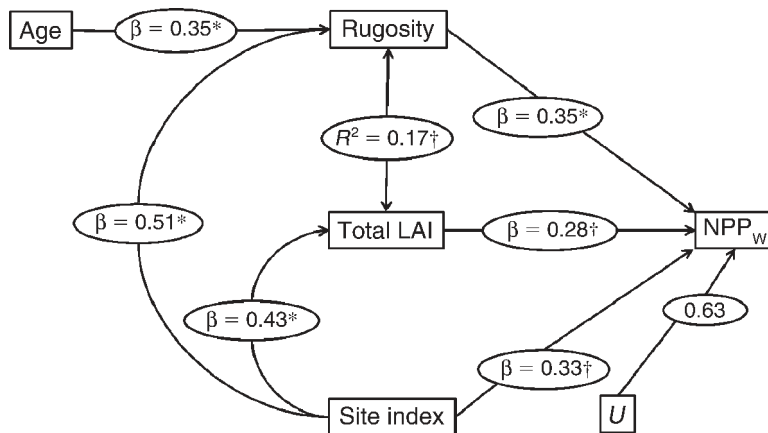 Age
β = 0.35*
Rugosity
β = 0.35*
R² = 0.17†
β = 0.51*
Total LAI
β = 0.28†
NPP_W
β = 0.43*
0.63
β = 0.33†
Site index
U